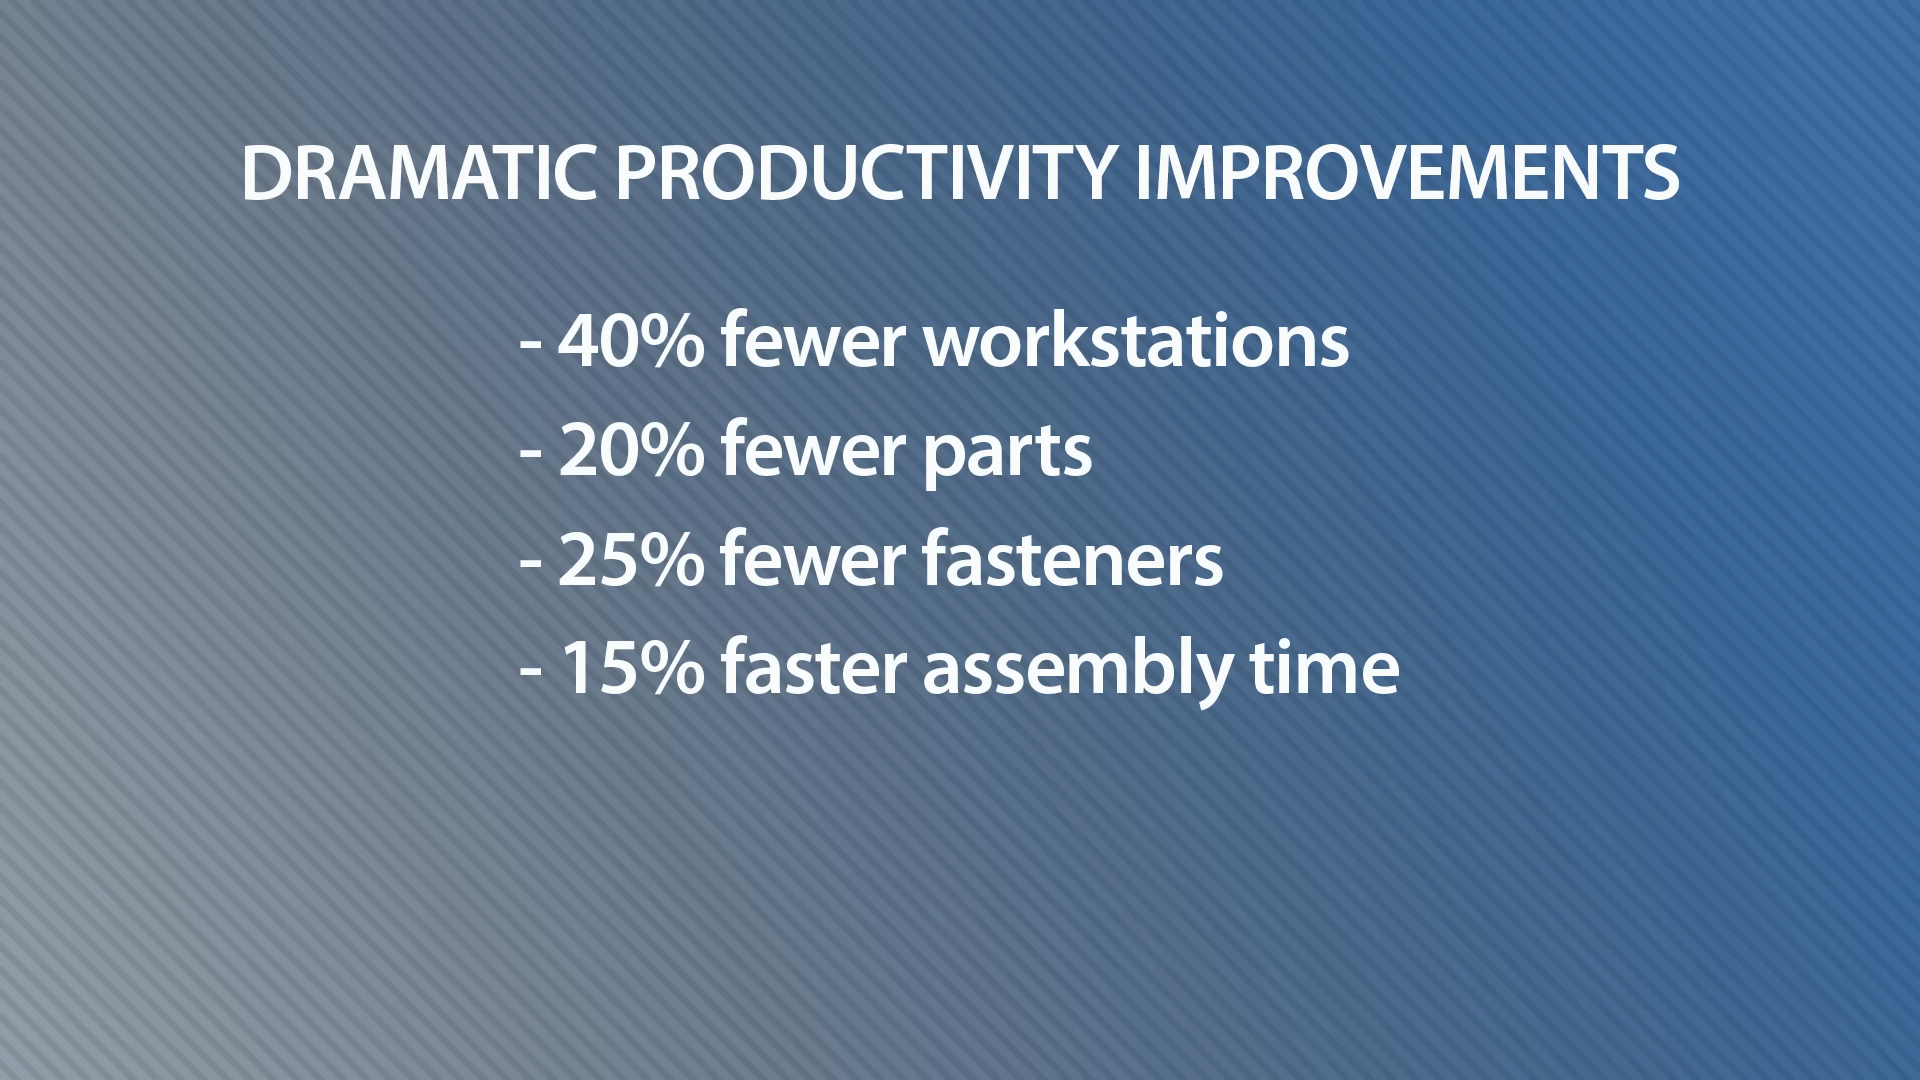 DRAMATIC PRODUCTIVITY IMPROVEMENTS
- 40% fewer workstations
- 20% fewer parts
- 25% fewer fasteners
- 15% faster assembly time